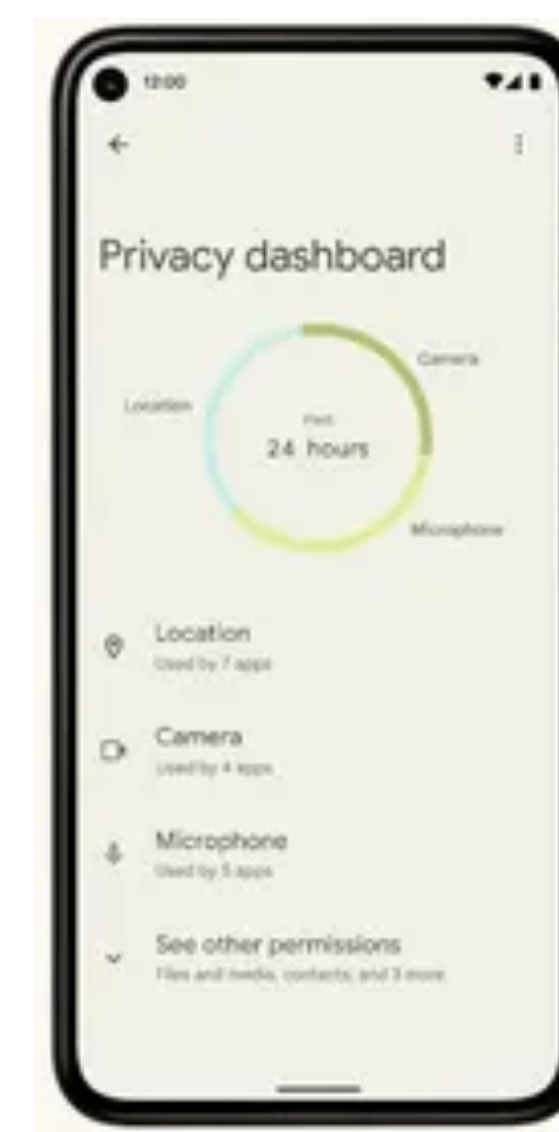 12:00
Privacy dashboard
Camera
Location
Past
24 hours
Microphone
Location
Used by 7 apps
Camera
Used by 4 apps
Microphone
Used by 5 apps
See other permissions
Files and media, contacts, and 3 more